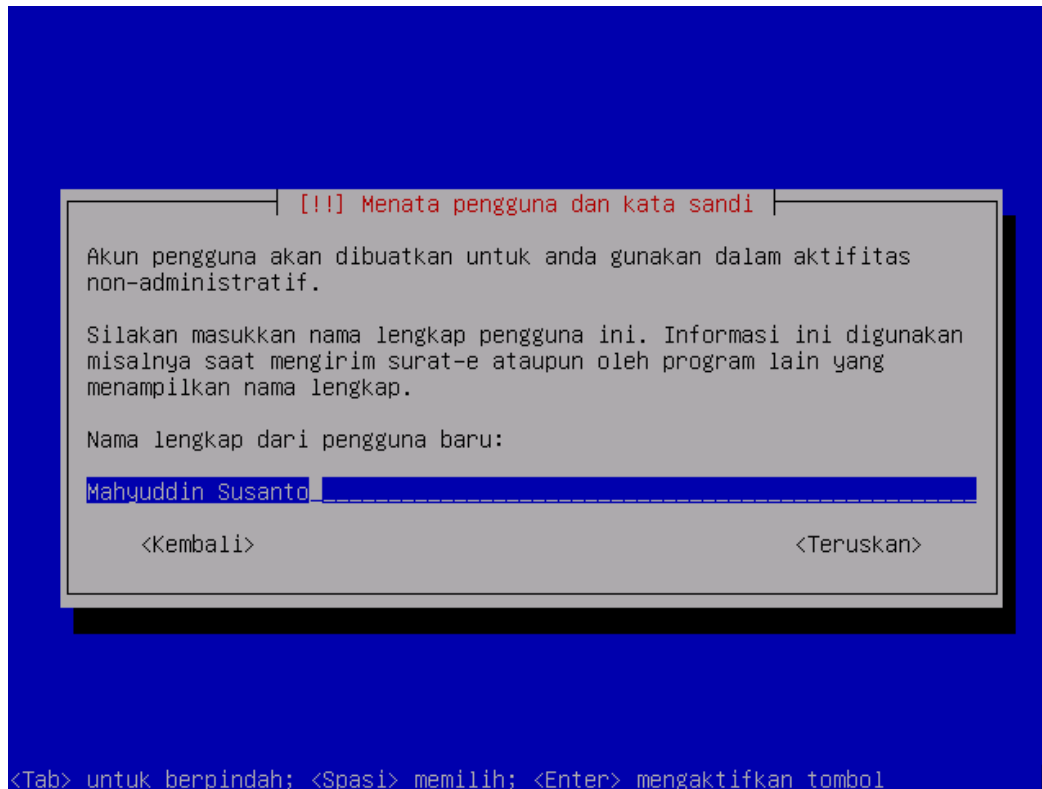 [!!] Menata pengguna dan kata sandi
Akun pengguna akan dibuatkan untuk anda gunakan dalam aktifitas
non-administratif.
Silakan masukkan nama lengkap pengguna ini. Informasi ini digunakan
misalnya saat mengirim surat-e ataupun oleh program lain yang
menampilkan nama lengkap.
Nama lengkap dari pengguna baru:
Mahyuddin Susanto
<Kembali> <Teruskan>
<Tab> untuk berpindah; <Spasi> memilih; <Enter> mengaktifkan tombol